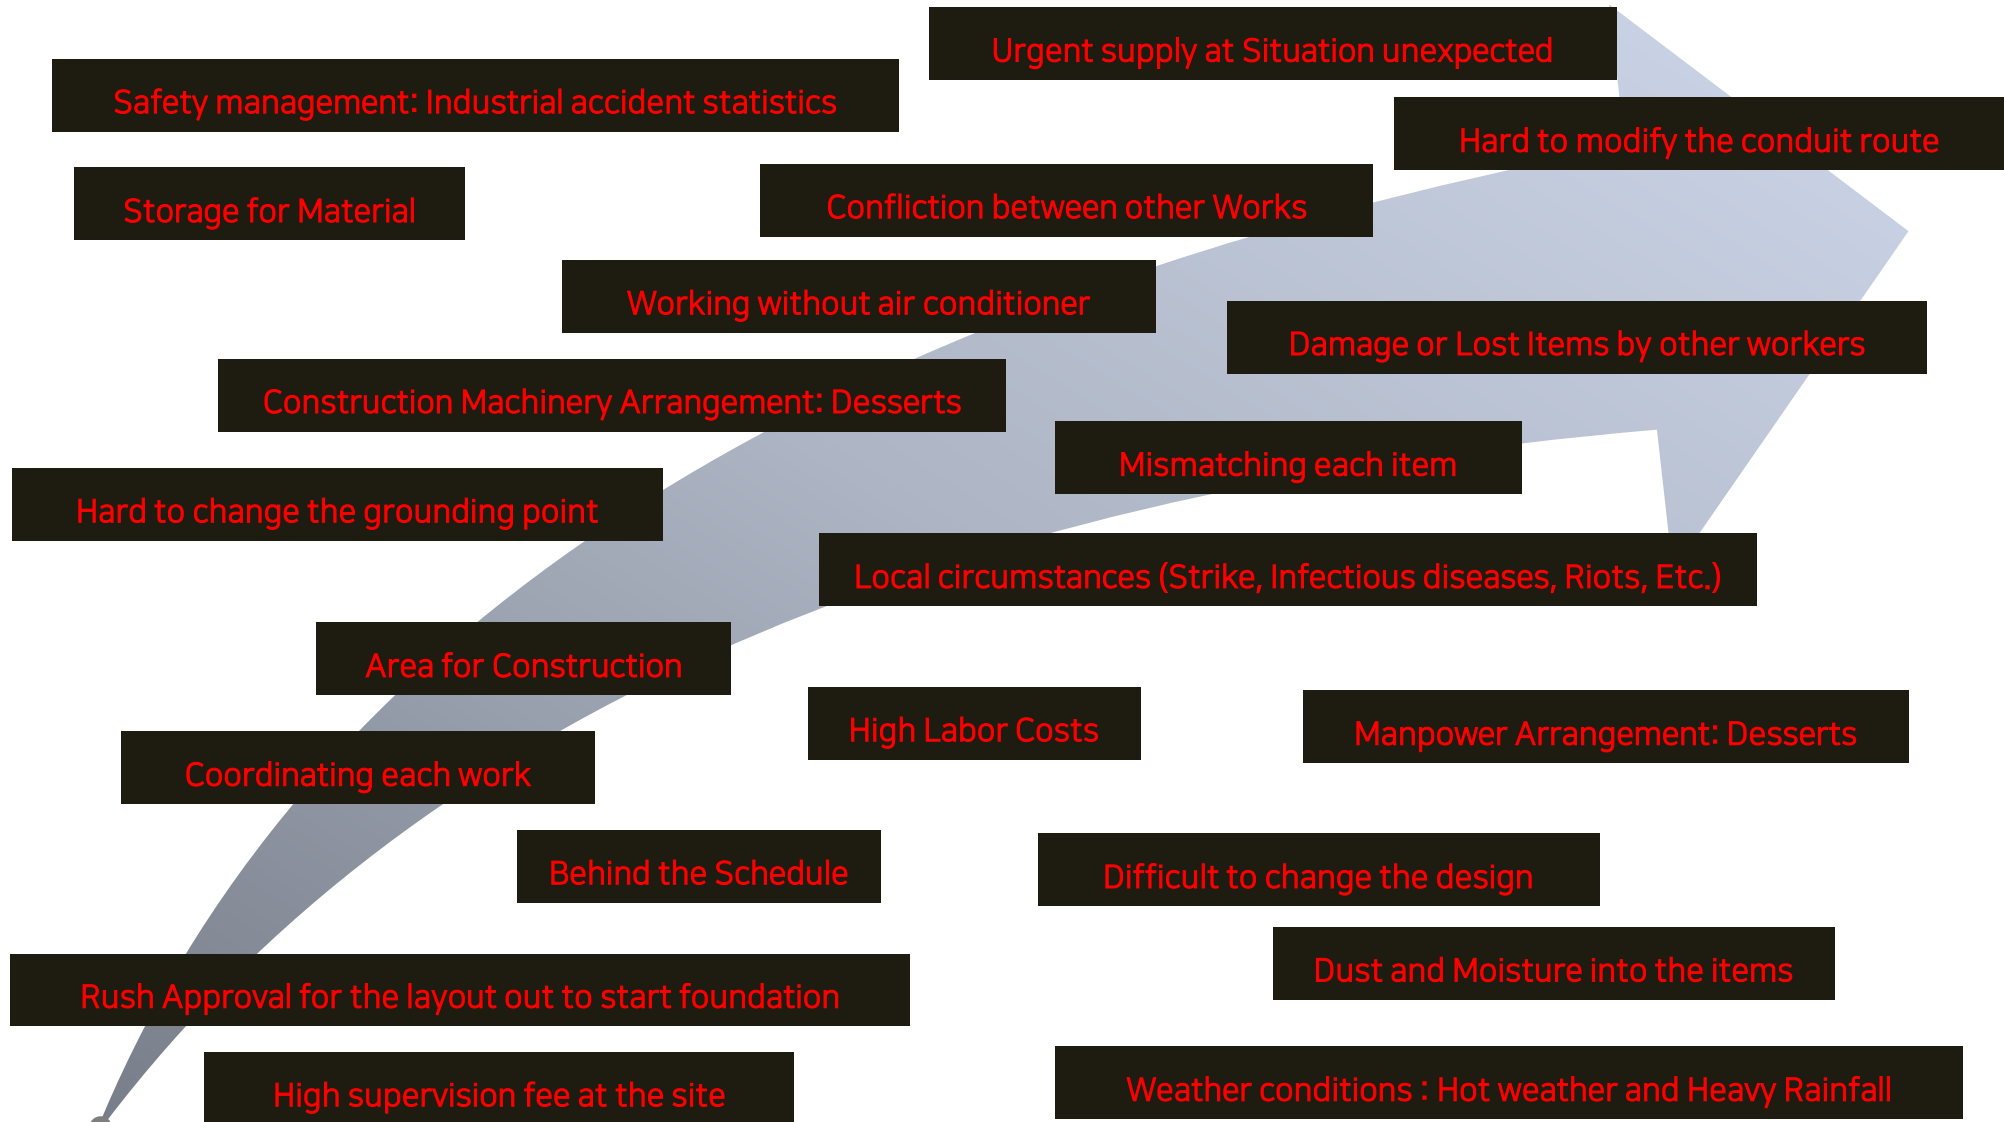 Urgent supply at Situation unexpected
Safety management: Industrial accident statistics
Hard to modify the conduit route
Storage for Material
Confliction between other Works
Working without air conditioner
Damage or Lost Items by other workers
Construction Machinery Arrangement: Desserts
Mismatching each item
Hard to change the grounding point
Local circumstances (Strike, Infectious diseases, Riots, Etc.)
Area for Construction
High Labor Costs
Manpower Arrangement: Desserts
Coordinating each work
Behind the Schedule
Difficult to change the design
Dust and Moisture into the items
Rush Approval for the layout out to start foundation
Weather conditions : Hot weather and Heavy Rainfall
High supervision fee at the site